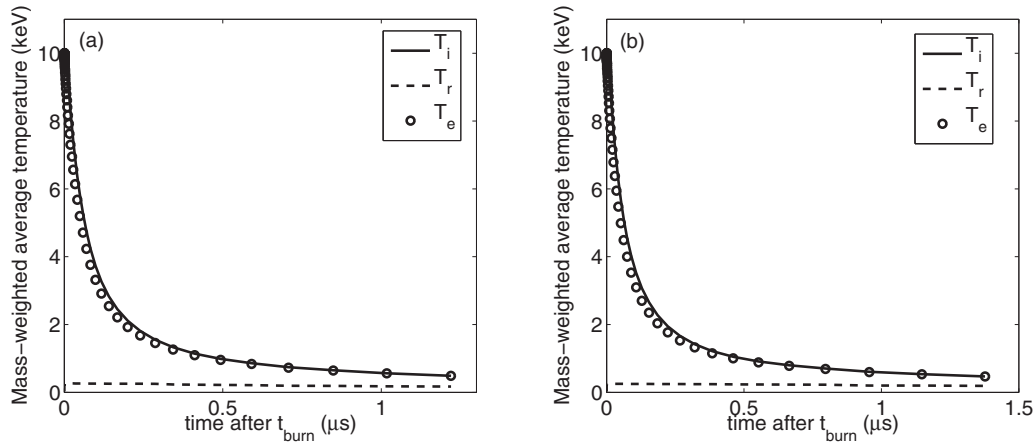 (a)
Mass−weighted average temperature (keV)
10
8
6
4
2
0
T_i
T_r
T_e
0
0.5
1
time after t_burn (μs)
(b)
Mass−weighted average temperature (keV)
10
8
6
4
2
0
T_i
T_r
T_e
0
0.5
1
1.5
time after t_burn (μs)